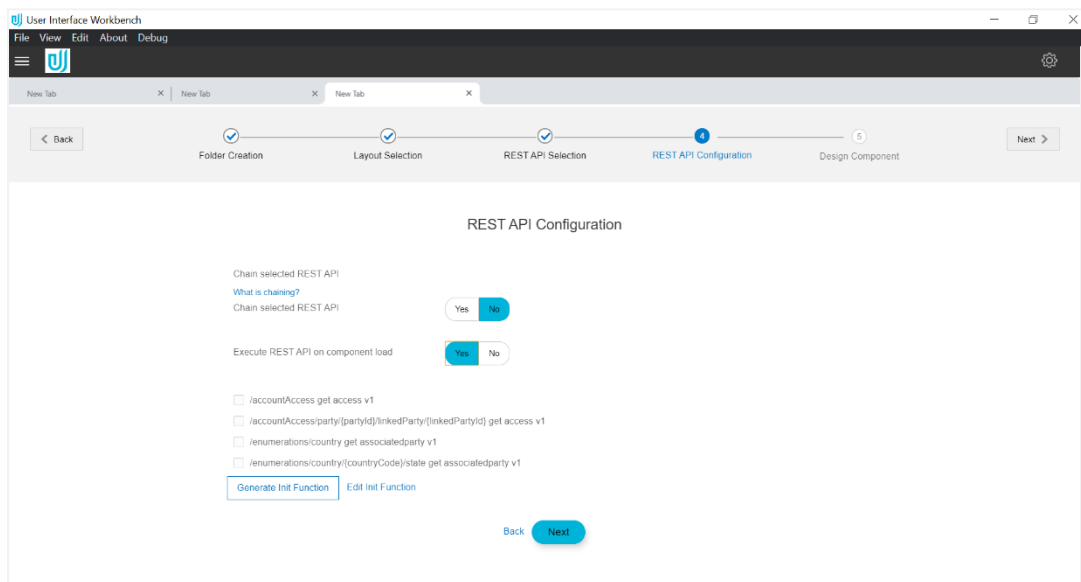 User Interface Workbench
File View Edit About Debug
New Tab New Tab New Tab
Back
4
5
Next
Folder Creation Layout Selection REST API Selection REST API Configuration Design Component
REST API Configuration
Chain selected REST API
What is chaining?
Chain selected REST API Yes No
Execute REST API on component load Yes No
/accountAccess get access v1
/accountAccess/party/{partyId}/linkedParty/{linkedPartyId} get access v1
/enumerations/country get associatedparty v1
/enumerations/country/{countryCode}/state get associatedparty v1
Generate Init Function Edit Init Function
Back Next